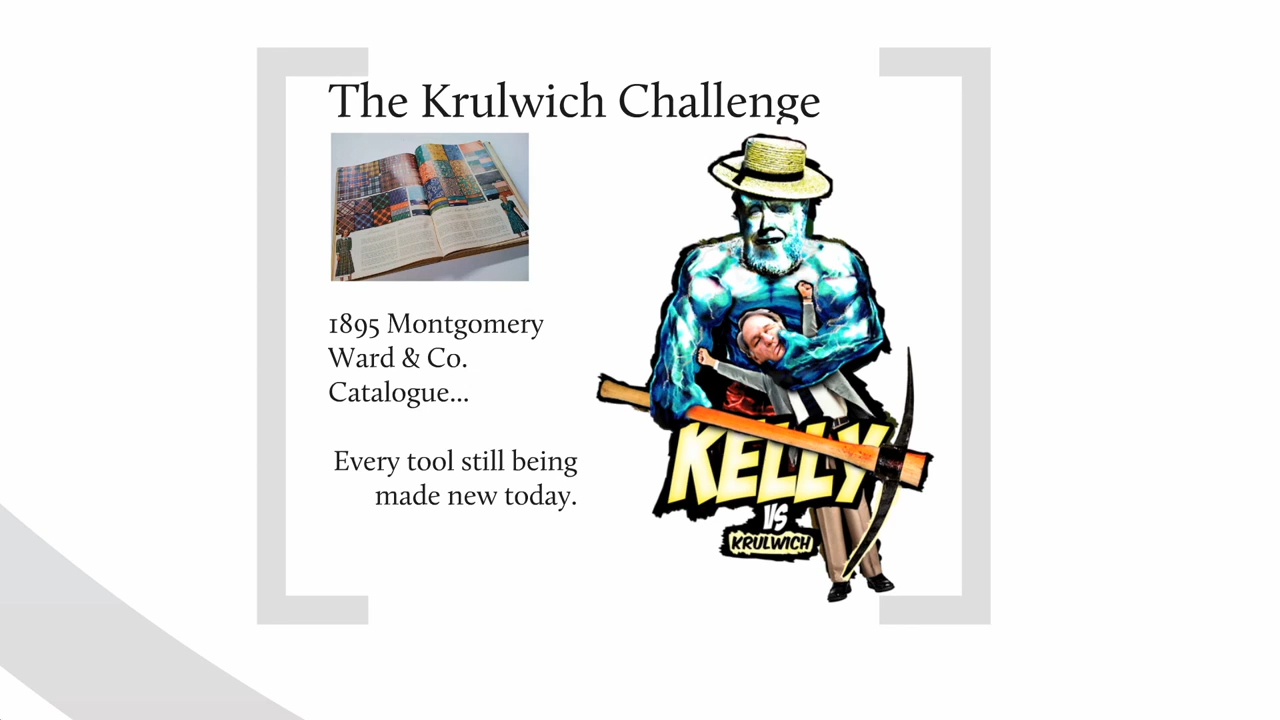 The Krulwich Challenge
1895 Montgomery
Ward & Co.
Catalogue...
Every tool still being
made new today.
KELLY
VS
KRULWICH